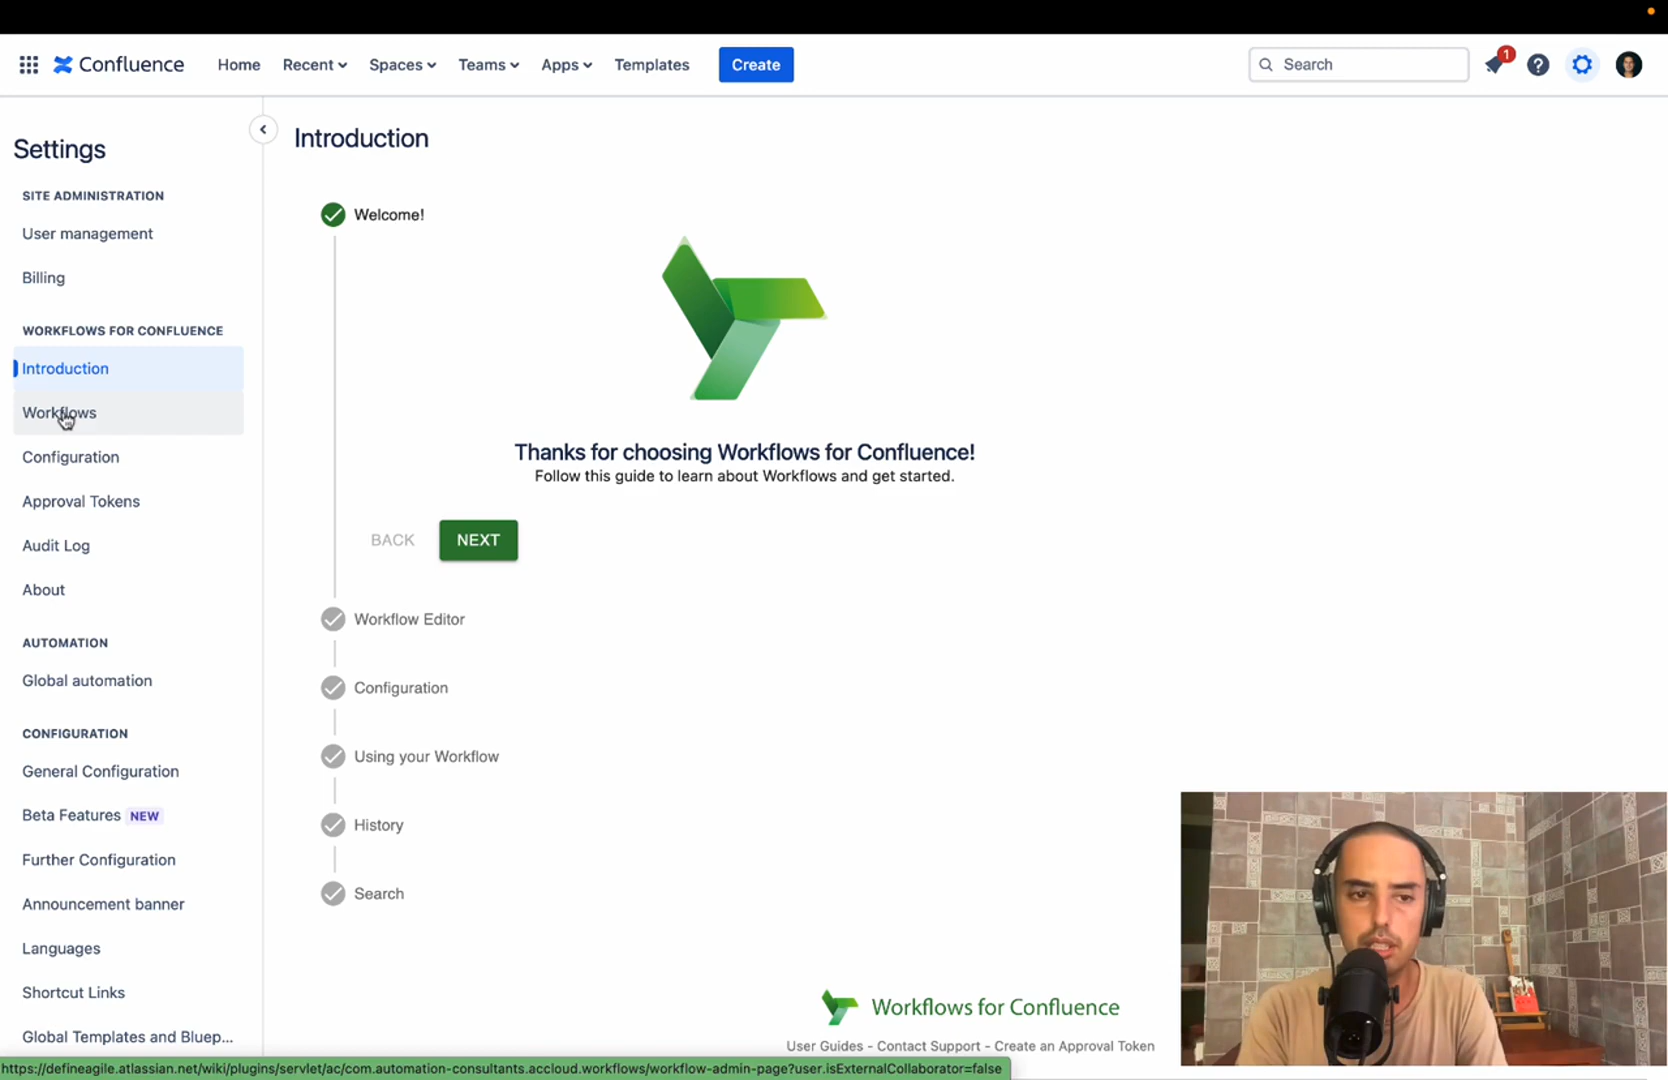 Confluence
Home
Recent
Spaces
Teams
Apps
Templates
Create
Search
1
Settings
SITE ADMINISTRATION
User management
Billing
WORKFLOWS FOR CONFLUENCE
Introduction
Workflows
Configuration
Approval Tokens
Audit Log
About
AUTOMATION
Global automation
CONFIGURATION
General Configuration
Beta Features NEW
Further Configuration
Announcement banner
Languages
Shortcut Links
Global Templates and Bluep...
Introduction
Welcome!
Thanks for choosing Workflows for Confluence!
Follow this guide to learn about Workflows and get started.
BACK
NEXT
Workflow Editor
Configuration
Using your Workflow
History
Search
Workflows for Confluence
User Guides - Contact Support - Create an Approval Token
https://defineagile.atlassian.net/wiki/plugins/servlet/ac/com.automation-consultants.accloud.workflows/workflow-admin-page?user.isExternalCollaborator=false